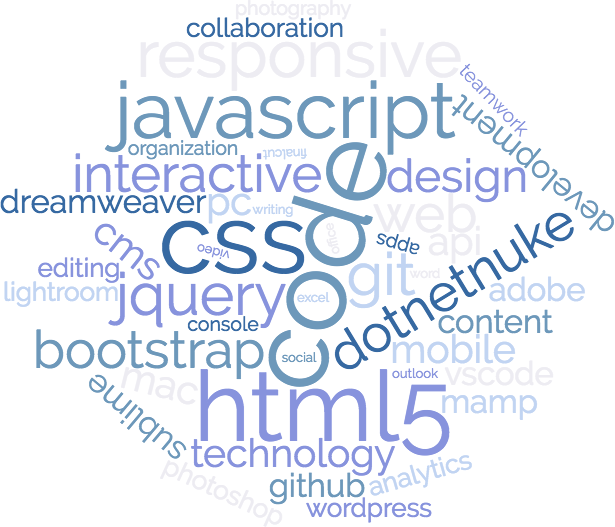 photography
collaboration
responsive
teamwork
javascript
development
organization
finalcut
interactive
code
design
dreamweaver
pc
writing
web
css
video
online
apps
api
cms
dotnetnuke
editing
git
word
lightroom
jquery
excel
adobe
console
content
bootstrap
social
mobile
mac
outlook
vscode
sublime
html5
mamp
technology
photoshop
github
analytics
wordpress